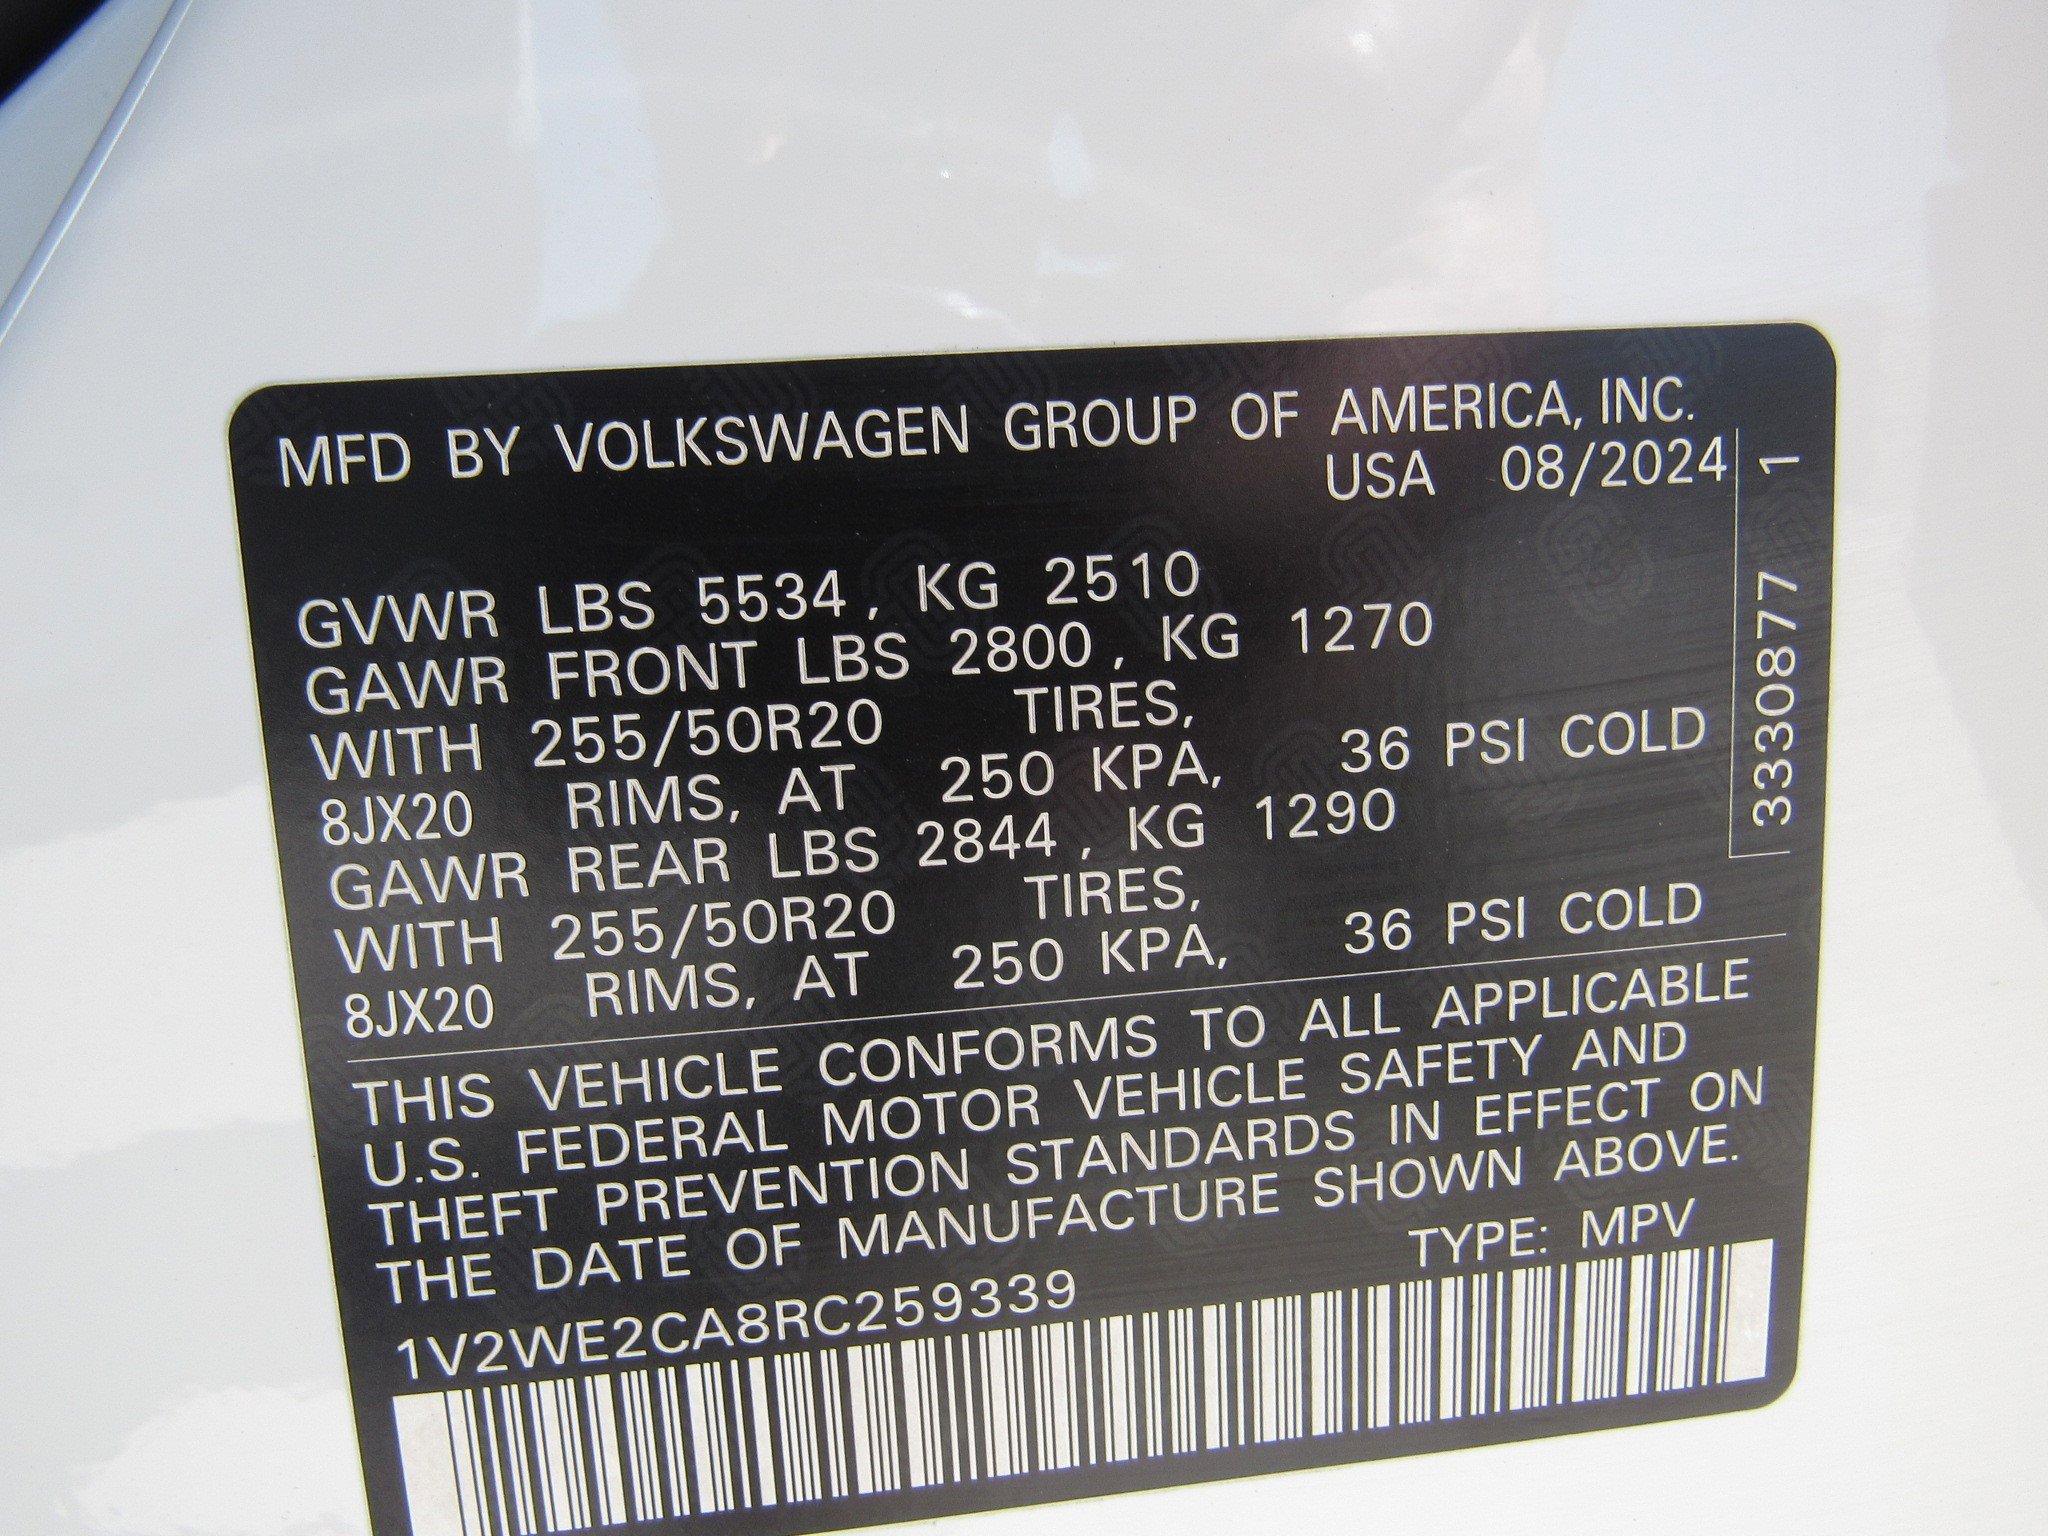 MFD BY VOLKSWAGEN GROUP OF AMERICA, INC.
USA 08/2024
GVWR LBS 5534, KG 2510
GAWR FRONT LBS 2800, KG 1270
WITH 255/50R20 TIRES,
8JX20 RIMS, AT 250 KPA, 36 PSI COLD
GAWR REAR LBS 2844, KG 1290
WITH 255/50R20 TIRES,
8JX20 RIMS, AT 250 KPA, 36 PSI COLD
3330877 1
THIS VEHICLE CONFORMS TO ALL APPLICABLE
U.S. FEDERAL MOTOR VEHICLE SAFETY AND
THEFT PREVENTION STANDARDS IN EFFECT ON
THE DATE OF MANUFACTURE SHOWN ABOVE.
1V2WE2CA8RC259339 TYPE: MPV